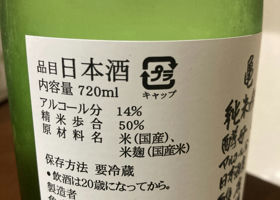 品目 日本酒
内容量 720ml
プラ
キャップ
アルコール分 14%
精米歩合 50%
原材料名 米(国産)、
米麹(国産米)
保存方法 要冷蔵
•飲酒は20歳になってから。
製造者
純米